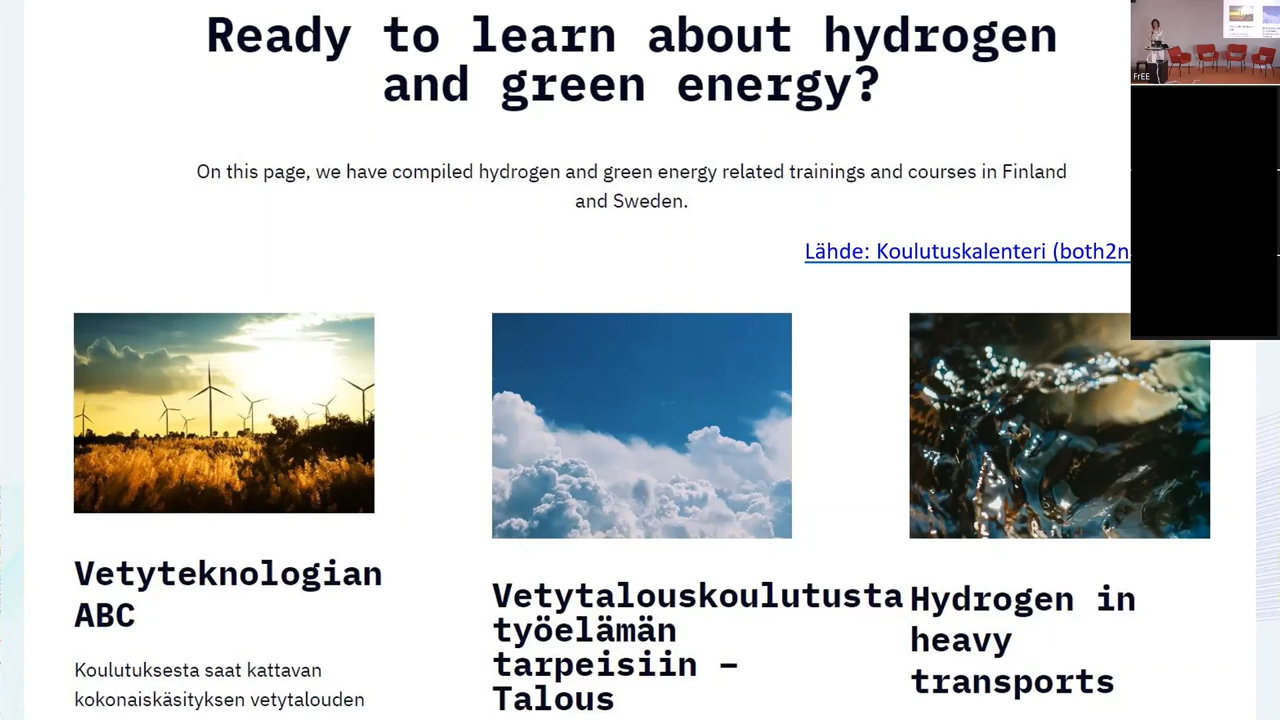 Ready to learn about hydrogen
and green energy?
FrEE
On this page, we have compiled hydrogen and green energy related trainings and courses in Finland
and Sweden.
Lähde: Koulutuskalenteri (both2n
Vetyteknologian
ABC
Koulutuksesta saat kattavan
kokonaiskäsityksen vetytalouden
Vetytalouskoulutusta
työelämän
tarpeisiin –
Talous
Hydrogen in
heavy
transports